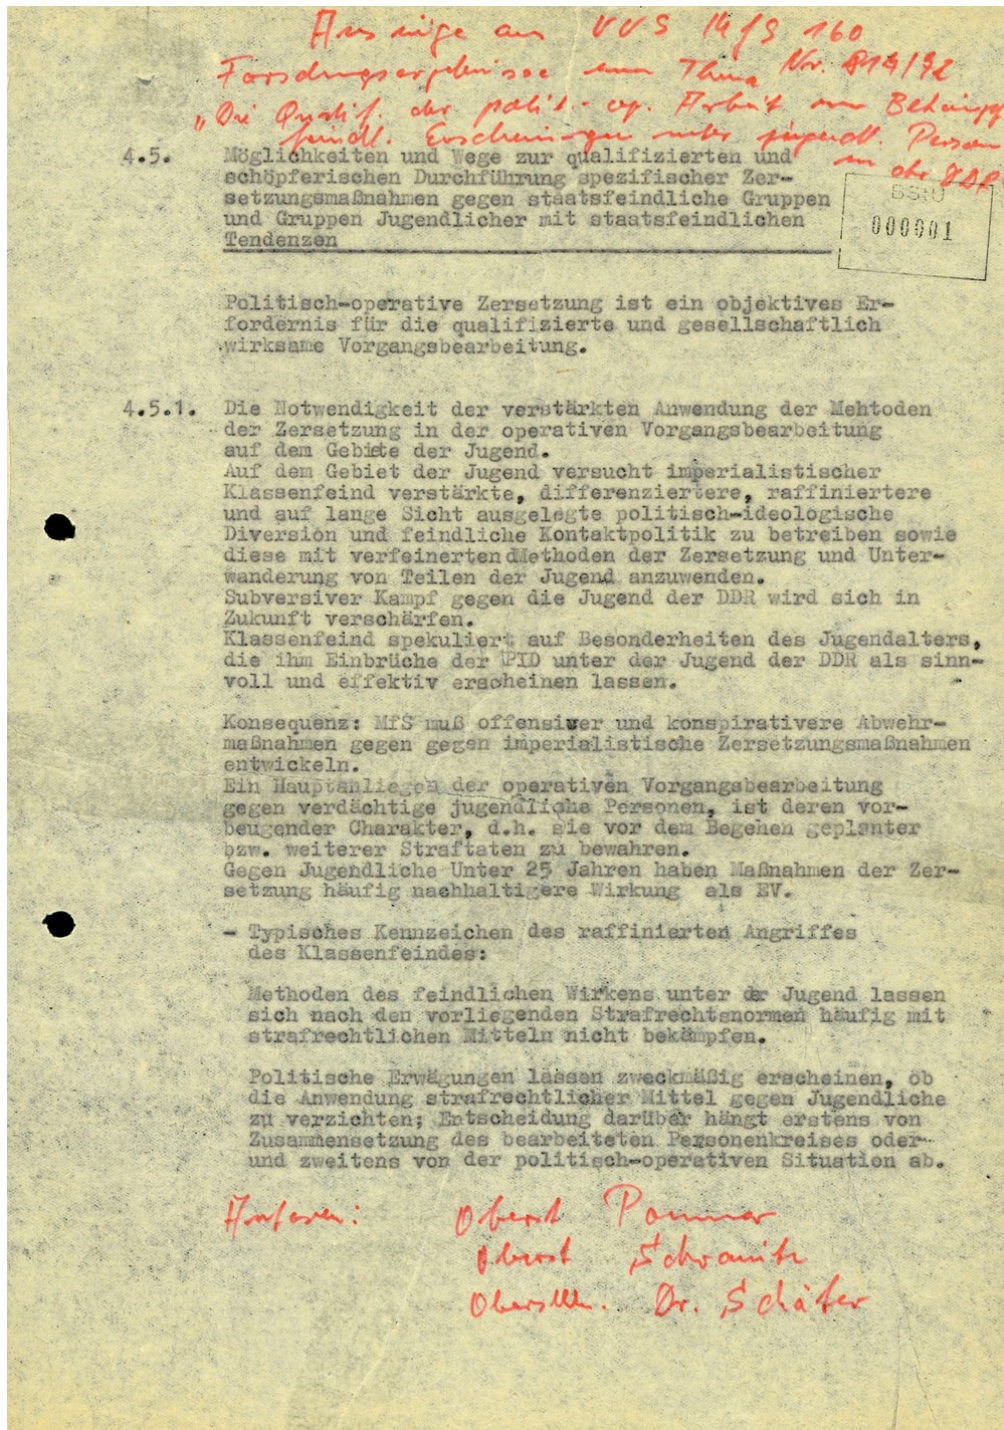 Auszüge aus VVS MfS 160
Forschungsergebnisse zum Thema Nr. 814/92
"Die Qualif. der polit.-op. Arbeit zur Bekämpf
feindl. Erscheinungen unter jugendl. Person
in der DDR
4.5. Möglichkeiten und Wege zur qualifizierten und
schöpferischen Durchführung spezifischer Zer-
setzungsmaßnahmen gegen staatsfeindliche Gruppen
und Gruppen Jugendlicher mit staatsfeindlichen
Tendenzen
BStU
000001
Politisch-operative Zersetzung ist ein objektives Er-
fordernis für die qualifizierte und gesellschaftlich
wirksame Vorgangsbearbeitung.
4.5.1. Die Notwendigkeit der verstärkten Anwendung der Mehtoden
der Zersetzung in der operativen Vorgangsbearbeitung
auf dem Gebiete der Jugend.
Auf dem Gebiet der Jugend versucht imperialistischer
Klassenfeind verstärkte, differenziertere, raffiniertere
und auf lange Sicht ausgelegte politisch-ideologische
Diversion und feindliche Kontaktpolitik zu betreiben sowie
diese mit verfeinerten Methoden der Zersetzung und Unter-
wanderung von Teilen der Jugend anzuwenden.
Subversiver Kampf gegen die Jugend der DDR wird sich in
Zukunft verschärfen.
Klassenfeind spekuliert auf Besonderheiten des Jugendalters,
die ihm Einbrüche der PID unter der Jugend der DDR als sinn-
voll und effektiv erscheinen lassen.
Konsequenz: MfS muß offensiver und konspirativere Abwehr-
maßnahmen gegen gegen imperialistische Zersetzungsmaßnahmen
entwickeln.
Ein Hauptanliegen der operativen Vorgangsbearbeitung
gegen verdächtige jugendliche Personen, ist deren vor-
beugender Charakter, d.h. sie vor dem Begehen geplanter
bzw. weiterer Straftaten zu bewahren.
Gegen Jugendliche Unter 25 Jahren haben Maßnahmen der Zer-
setzung häufig nachhaltigere Wirkung als EV.
- Typisches Kennzeichen des raffinierten Angriffes
des Klassenfeindes:
Methoden des feindlichen Wirkens unter der Jugend lassen
sich nach den vorliegenden Strafrechtsnormen häufig mit
strafrechtlichen Mitteln nicht bekämpfen.
Politische Erwägungen lassen zweckmäßig erscheinen, ob
die Anwendung strafrechtlicher Mittel gegen Jugendliche
zu verzichten; Entscheidung darüber hängt erstens von
Zusammensetzung des bearbeiteten Personenkreises oder
und zweitens von der politisch-operativen Situation ab.
Autoren: Oberst Pommer
Oberst Schramitz
Oberstltn. Dr. Schäfer